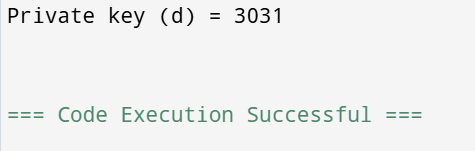 Private key (d) = 3031
=== Code Execution Successful ===